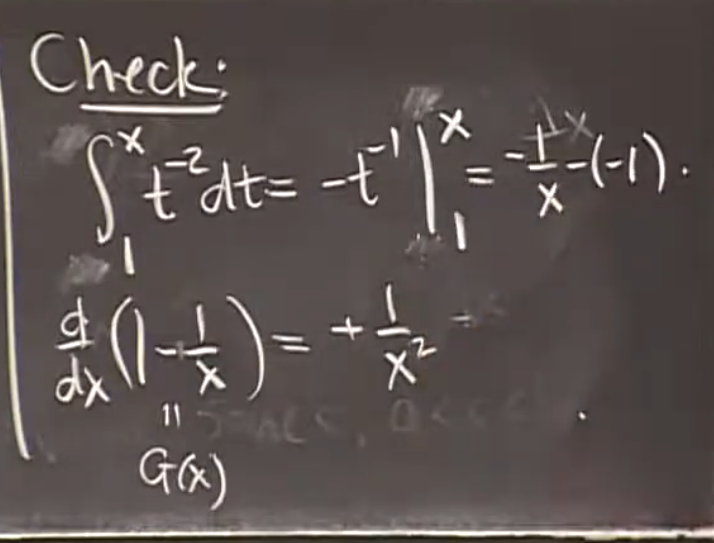 Check:
∫₁ˣ t⁻² dt = -t⁻¹ |₁ˣ = -1/x - (-1).
d/dx (1 - 1/x) = + 1/x²
=
G(x)